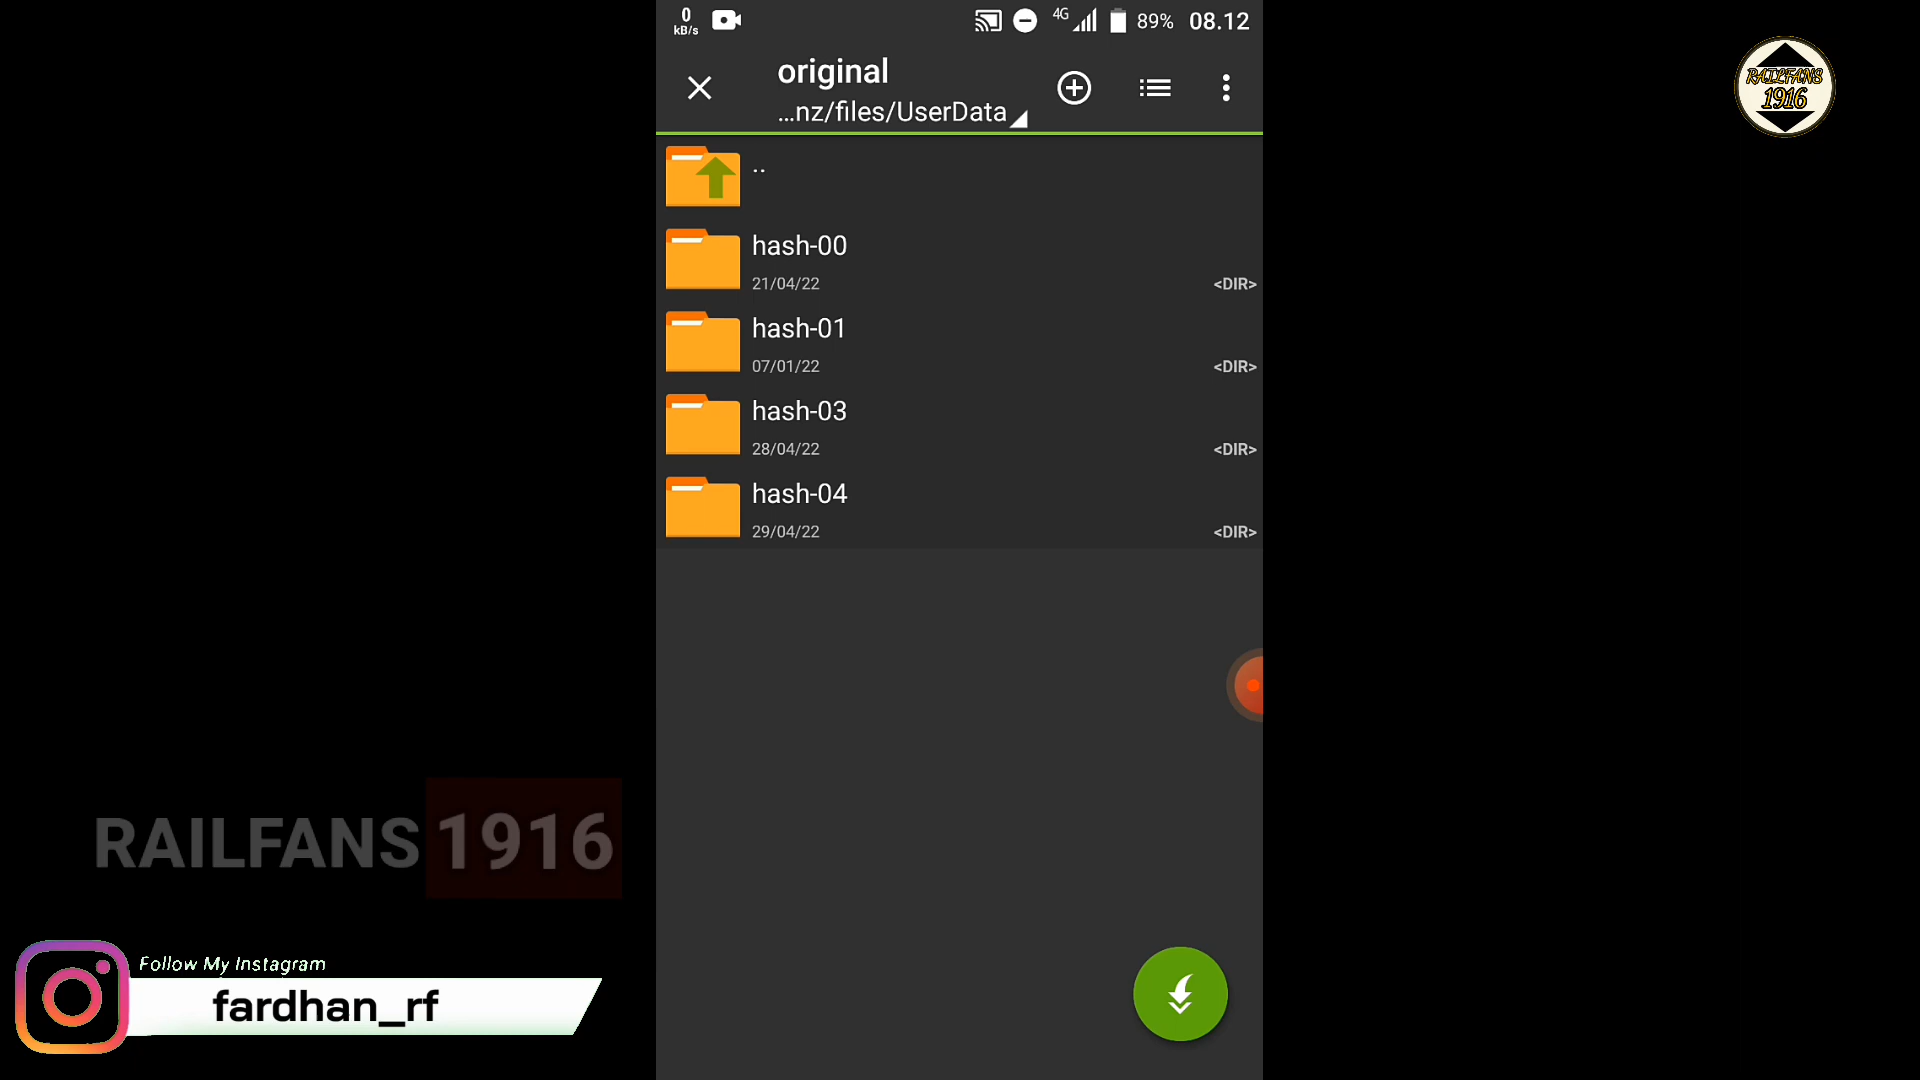 0
kB/s
4G
89%
08.12
original
...nz/files/UserData
..
hash-00
21/04/22
<DIR>
hash-01
07/01/22
<DIR>
hash-03
28/04/22
<DIR>
hash-04
29/04/22
<DIR>
RAILFANS
1916
RAILFANS 1916
Follow My Instagram
fardhan_rf